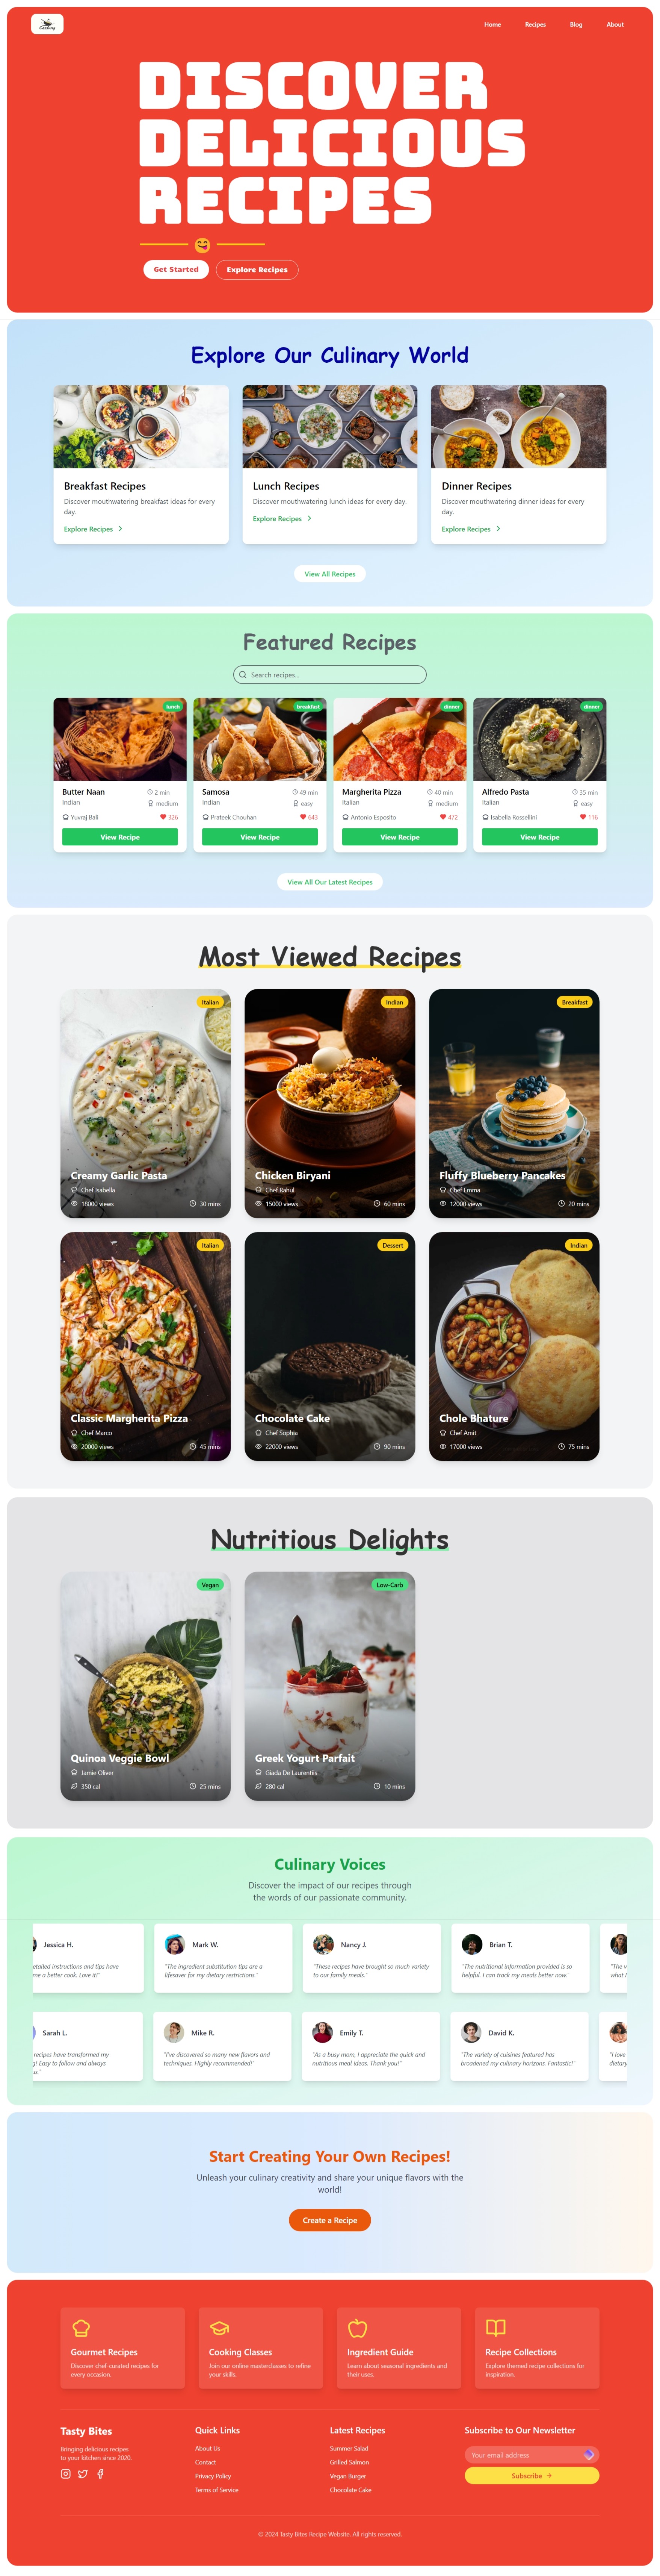 Cooking
Home Recipes Blog About
DISCOVER
DELICIOUS
RECIPES
Get Started Explore Recipes
Explore Our Culinary World
Breakfast Recipes
Discover mouthwatering breakfast ideas for every
day.
Explore Recipes
Lunch Recipes
Discover mouthwatering lunch ideas for every day.
Explore Recipes
Dinner Recipes
Discover mouthwatering dinner ideas for every
day.
Explore Recipes
View All Recipes
Featured Recipes
Search recipes...
lunch
Butter Naan 2 min
Indian medium
Yuvraj Bali 326
View Recipe
breakfast
Samosa 49 min
Indian easy
Prateek Chouhan 643
View Recipe
dinner
Margherita Pizza 40 min
Italian medium
Antonio Esposito 472
View Recipe
dinner
Alfredo Pasta 35 min
Italian easy
Isabella Rossellini 116
View Recipe
View All Our Latest Recipes
Most Viewed Recipes
Italian
Creamy Garlic Pasta
Chef Isabella
18000 views 30 mins
Indian
Chicken Biryani
Chef Rahul
15000 views 60 mins
Breakfast
Fluffy Blueberry Pancakes
Chef Emma
12000 views 20 mins
Italian
Classic Margherita Pizza
Chef Marco
20000 views 45 mins
Dessert
Chocolate Cake
Chef Sophia
22000 views 90 mins
Indian
Chole Bhature
Chef Amit
17000 views 75 mins
Nutritious Delights
Vegan
Quinoa Veggie Bowl
Jamie Oliver
350 cal 25 mins
Low-Carb
Greek Yogurt Parfait
Giada De Laurentiis
280 cal 10 mins
Culinary Voices
Discover the impact of our recipes through
the words of our passionate community.
Jessica H.
etailed instructions and tips have
me a better cook. Love it!"
Mark W.
"The ingredient substitution tips are a
lifesaver for my dietary restrictions."
Nancy J.
"These recipes have brought so much variety
to our family meals."
Brian T.
"The nutritional information provided is so
helpful. I can track my meals better now."
"The v
what I
Sarah L.
recipes have transformed my
g! Easy to follow and always
us."
Mike R.
"I've discovered so many new flavors and
techniques. Highly recommended!"
Emily T.
"As a busy mom, I appreciate the quick and
nutritious meal ideas. Thank you!"
David K.
"The variety of cuisines featured has
broadened my culinary horizons. Fantastic!"
"I love
dietary
Start Creating Your Own Recipes!
Unleash your culinary creativity and share your unique flavors with the
world!
Create a Recipe
Gourmet Recipes
Discover chef-curated recipes for
every occasion.
Cooking Classes
Join our online masterclasses to refine
your skills.
Ingredient Guide
Learn about seasonal ingredients and
their uses.
Recipe Collections
Explore themed recipe collections for
inspiration.
Tasty Bites
Bringing delicious recipes
to your kitchen since 2020.
Quick Links
About Us
Contact
Privacy Policy
Terms of Service
Latest Recipes
Summer Salad
Grilled Salmon
Vegan Burger
Chocolate Cake
Subscribe to Our Newsletter
Your email address
Subscribe
© 2024 Tasty Bites Recipe Website. All rights reserved.